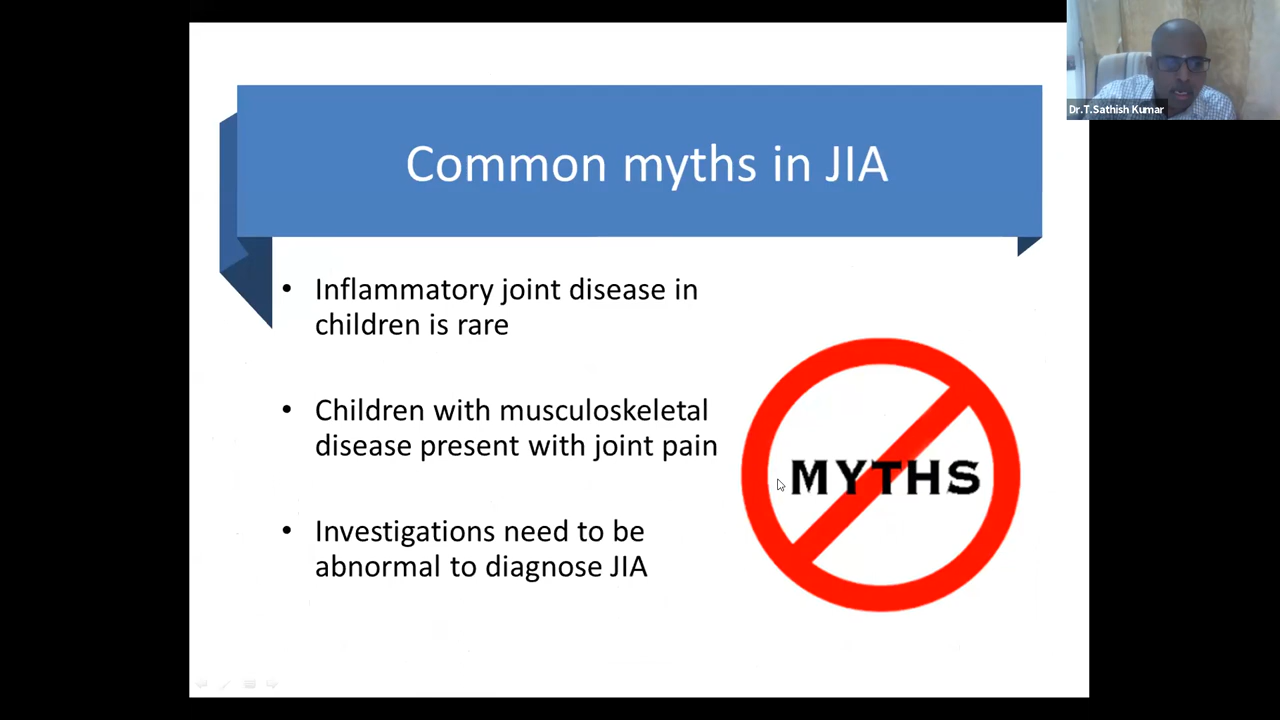 Dr.T.Sathish Kumar
Common myths in JIA
• Inflammatory joint disease in
children is rare
• Children with musculoskeletal
disease present with joint pain
• Investigations need to be
abnormal to diagnose JIA
MYTHS